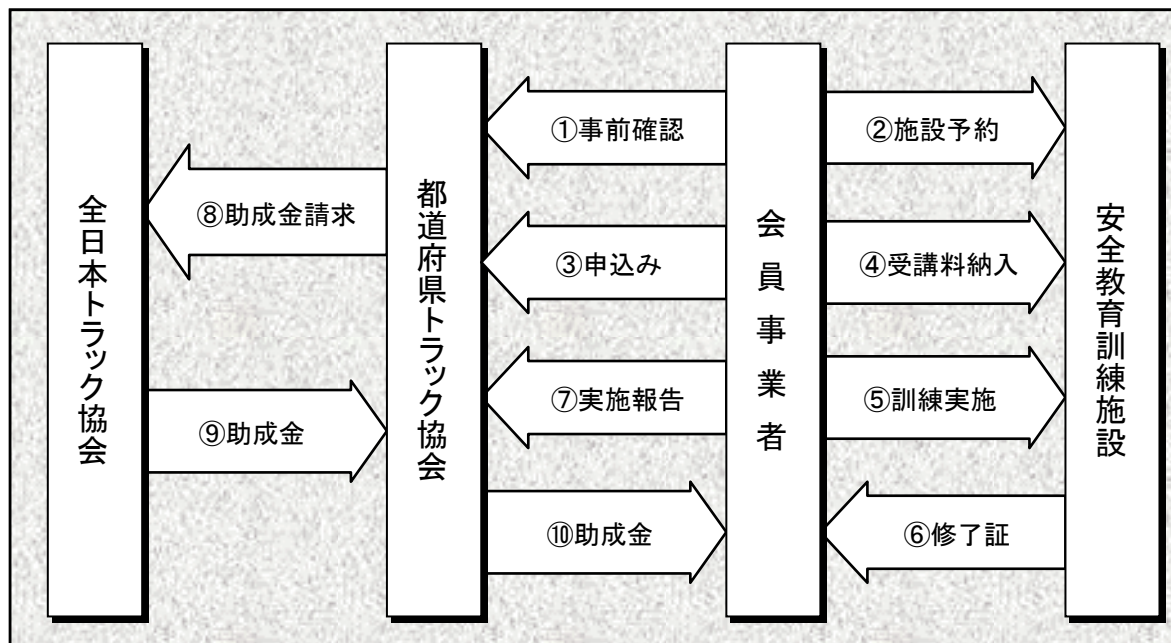 全日本トラック協会
都道府県トラック協会
会員事業者
安全教育訓練施設
①事前確認
②施設予約
③申込み
④受講料納入
⑤訓練実施
⑥修了証
⑦実施報告
⑧助成金請求
⑨助成金
⑩助成金